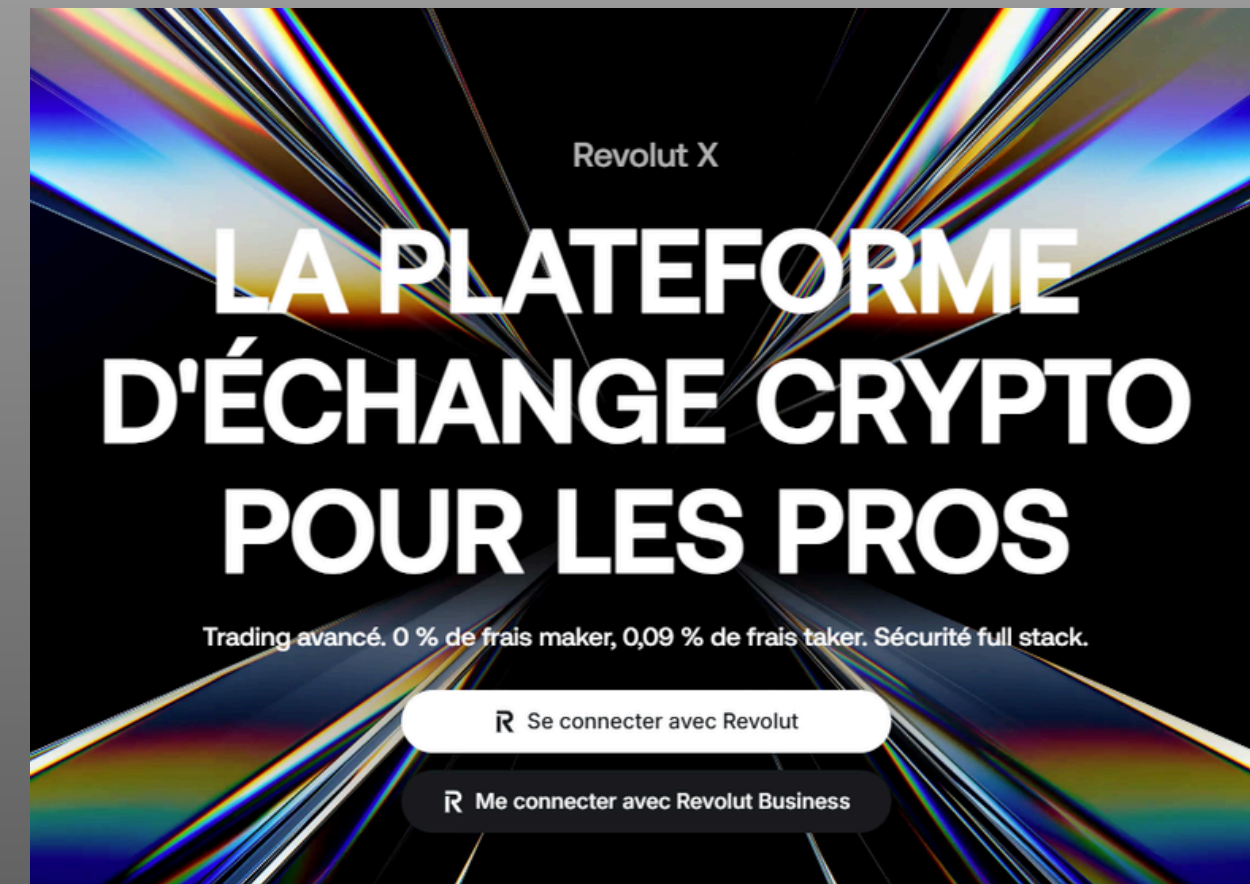 Revolut X
LA PLATEFORME
D'ÉCHANGE CRYPTO
POUR LES PROS
Trading avancé. 0 % de frais maker, 0,09 % de frais taker. Sécurité full stack.
Se connecter avec Revolut
Me connecter avec Revolut Business